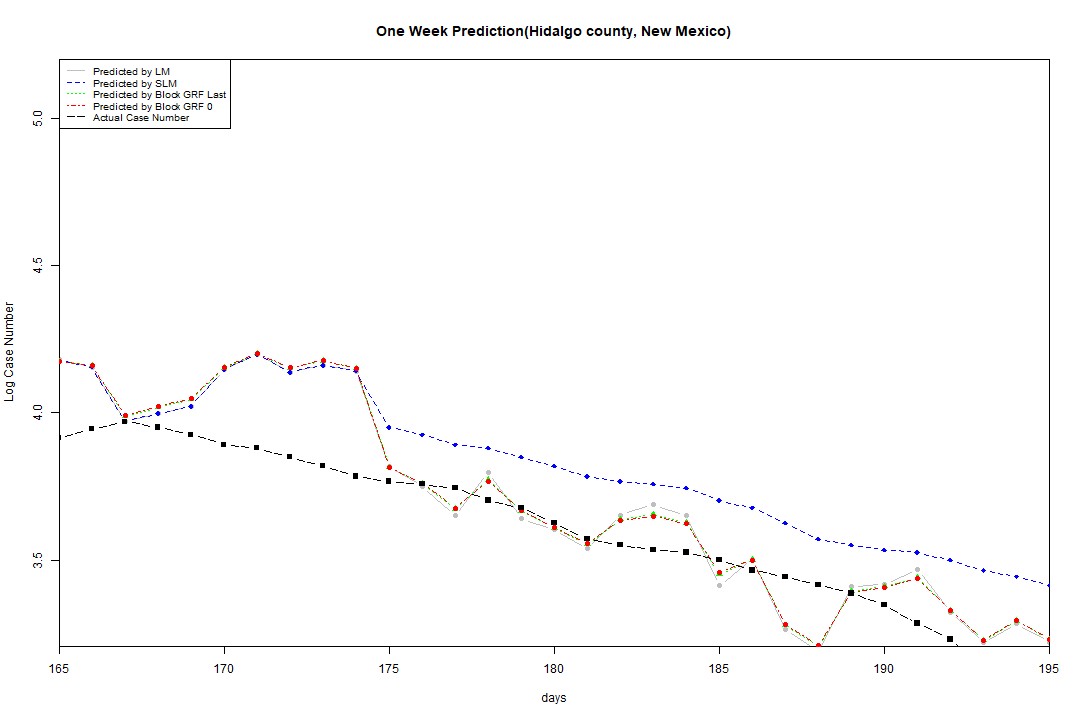 One Week Prediction(Hidalgo county, New Mexico)
Predicted by LM
Predicted by SLM
Predicted by Block GRF Last
Predicted by Block GRF 0
Actual Case Number
5.0
4.5
4.0
3.5
Log Case Number
165 170 175 180 185 190 195
days